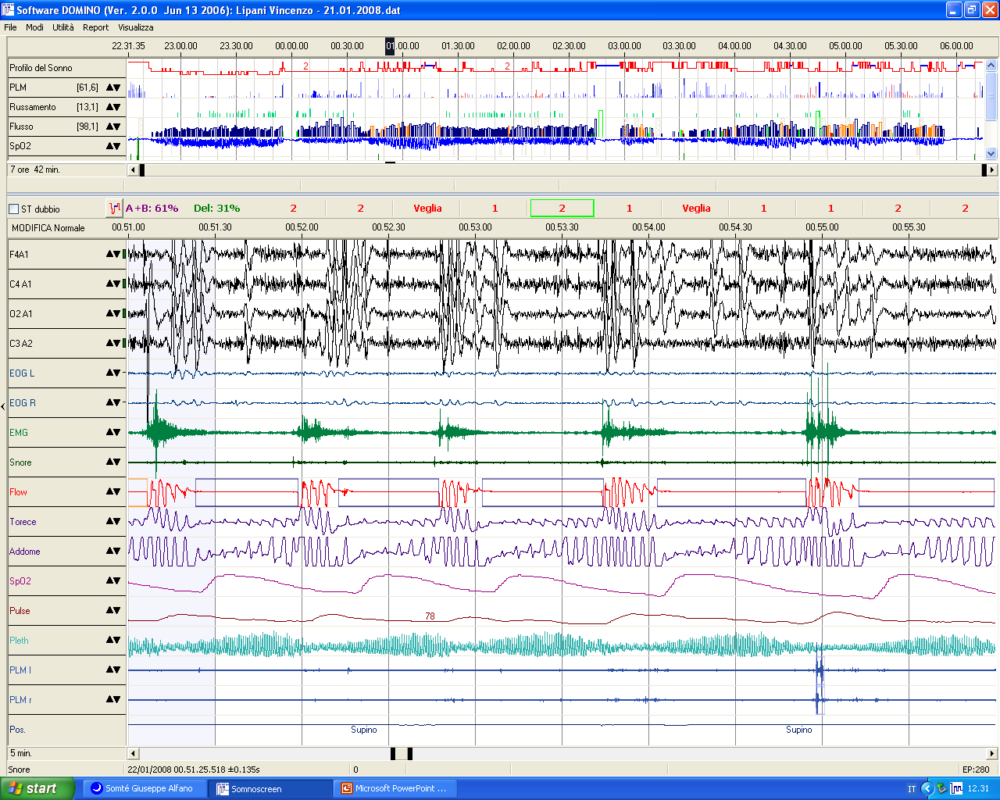 Software DOMINO (Ver. 2.0.0 Jun 13 2006): Lipani Vincenzo - 21.01.2008.dat
File Modi Utilità Report Visualizza
22.31.35 23.00.00 23.30.00 00.00.00 00.30.00 01.00.00 01.30.00 02.00.00 02.30.00 03.00.00 03.30.00 04.00.00 04.30.00 05.00.00 05.30.00 06.00.00
Profilo del Sonno 2 2
PLM [61,6]
Russamento [13,1]
Flusso [98,1]
SpO2
7 ore 42 min.
ST dubbio A+B: 61% Del: 31% 2 2 Veglia 1 2 1 Veglia 1 1 2 2
MODIFICA Normale 00.51.00 00.51.30 00.52.00 00.52.30 00.53.00 00.53.30 00.54.00 00.54.30 00.55.00 00.55.30
F4A1
C4A1
O2A1
C3A2
EOG L
EOG R
EMG
Snore
Flow
Torece
Addome
SpO2
Pulse 78
Pleth
PLM l
PLM r
Pos. Supino Supino
5 min.
Snore 22/01/2008 00.51.25.518 ±0.135s 0 EP:280
start Somté Giuseppe Alfano Somnoscreen Microsoft PowerPoint ... IT 12.31